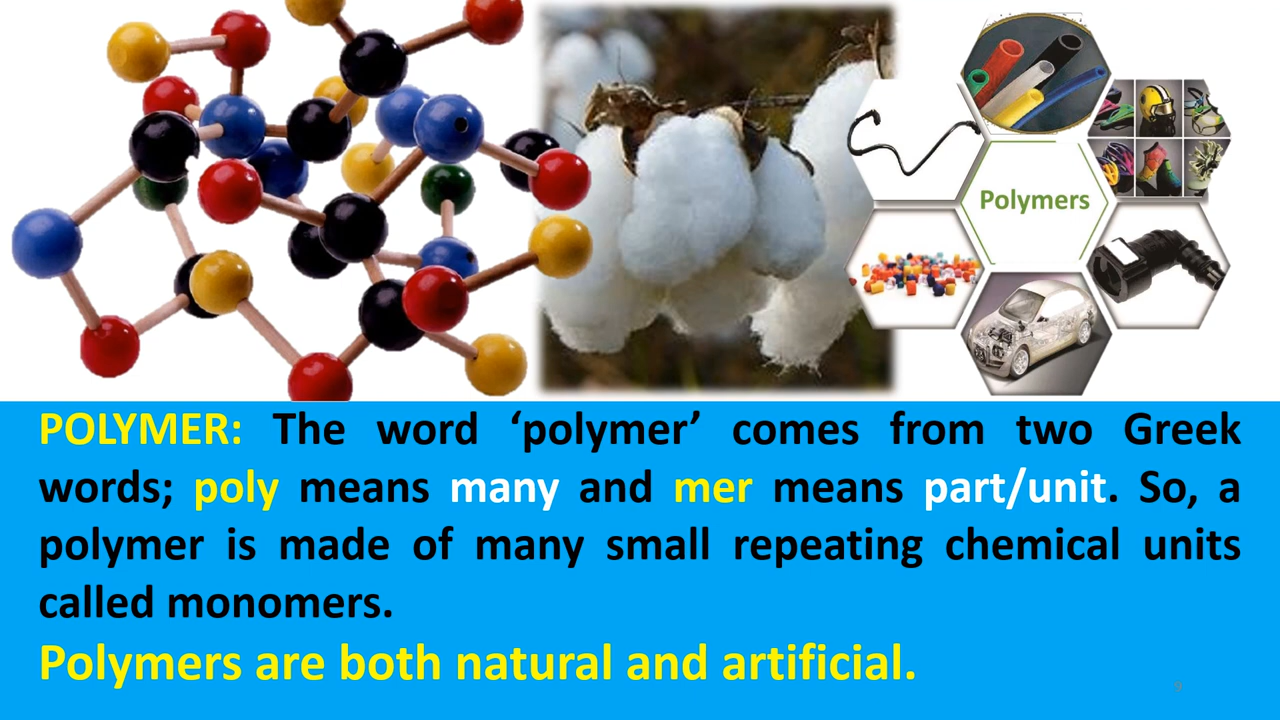 Polymers
POLYMER: The word ‘polymer’ comes from two Greek
words; poly means many and mer means part/unit. So, a
polymer is made of many small repeating chemical units
called monomers.
Polymers are both natural and artificial.
9